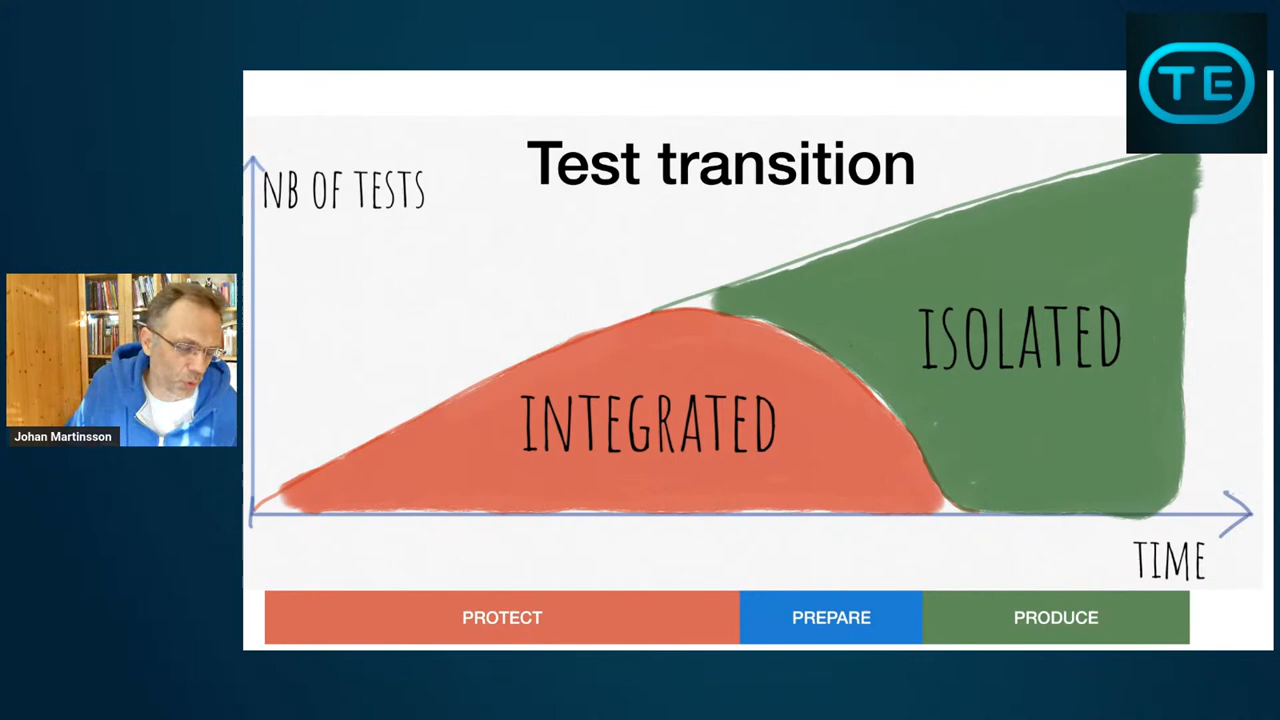 TE
Test transition
NB OF TESTS
ISOLATED
INTEGRATED
Johan Martinsson
TIME
PROTECT
PREPARE
PRODUCE